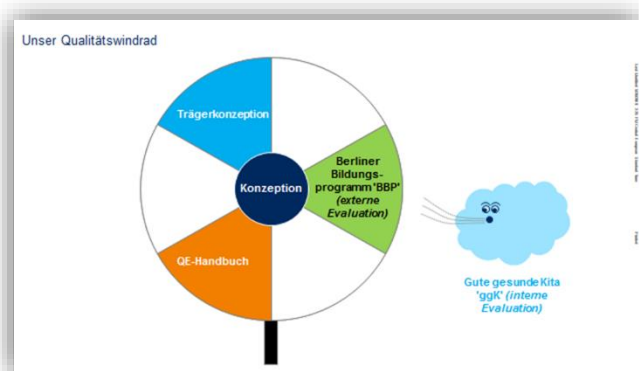 Unser Qualitätswindrad
Trägerkonzeption
Konzeption
Berliner
Bildungs-
programm 'BBP'
(externe
Evaluation)
QE-Handbuch
Gute gesunde Kita
'ggK' (interne
Evaluation)